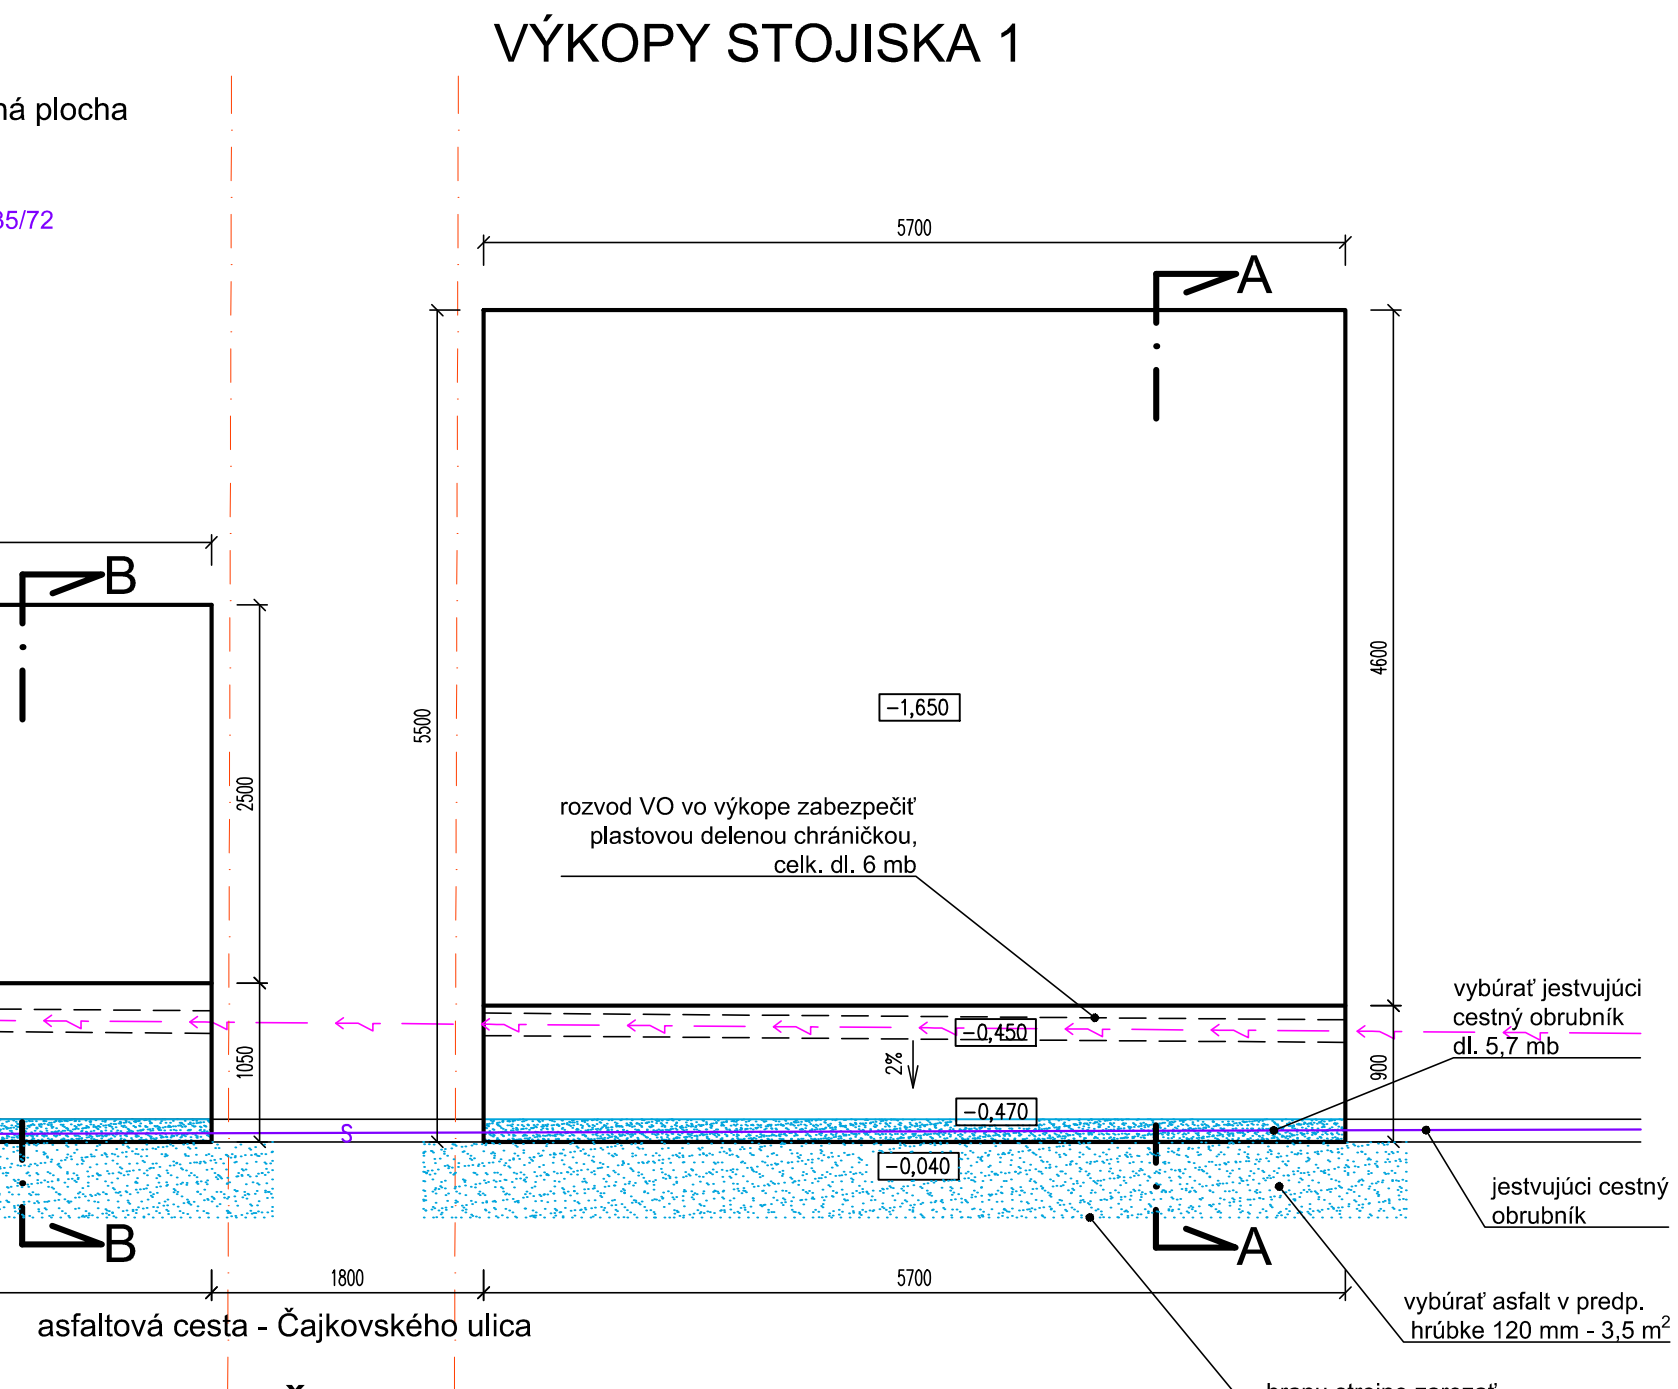 VÝKOPY STOJISKA 1
ná plocha
35/72
5700
A
B
5500
4600
2500
-1,650
rozvod VO vo výkope zabezpečiť
plastovou delenou chráničkou,
celk. dl. 6 mb
vybúrať jestvujúci
cestný obrubník
dl. 5,7 mb
-0,450
2%
1050
900
-0,470
S
-0,040
jestvujúci cestný
obrubník
B
A
1800
5700
vybúrať asfalt v predp.
hrúbke 120 mm - 3,5 m²
asfaltová cesta - Čajkovského ulica